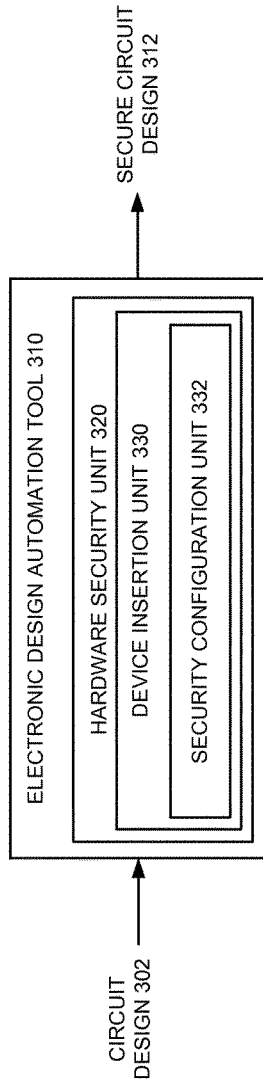 CIRCUIT
DESIGN 302
ELECTRONIC DESIGN AUTOMATION TOOL 310
HARDWARE SECURITY UNIT 320
DEVICE INSERTION UNIT 330
SECURITY CONFIGURATION UNIT 332
SECURE CIRCUIT
DESIGN 312